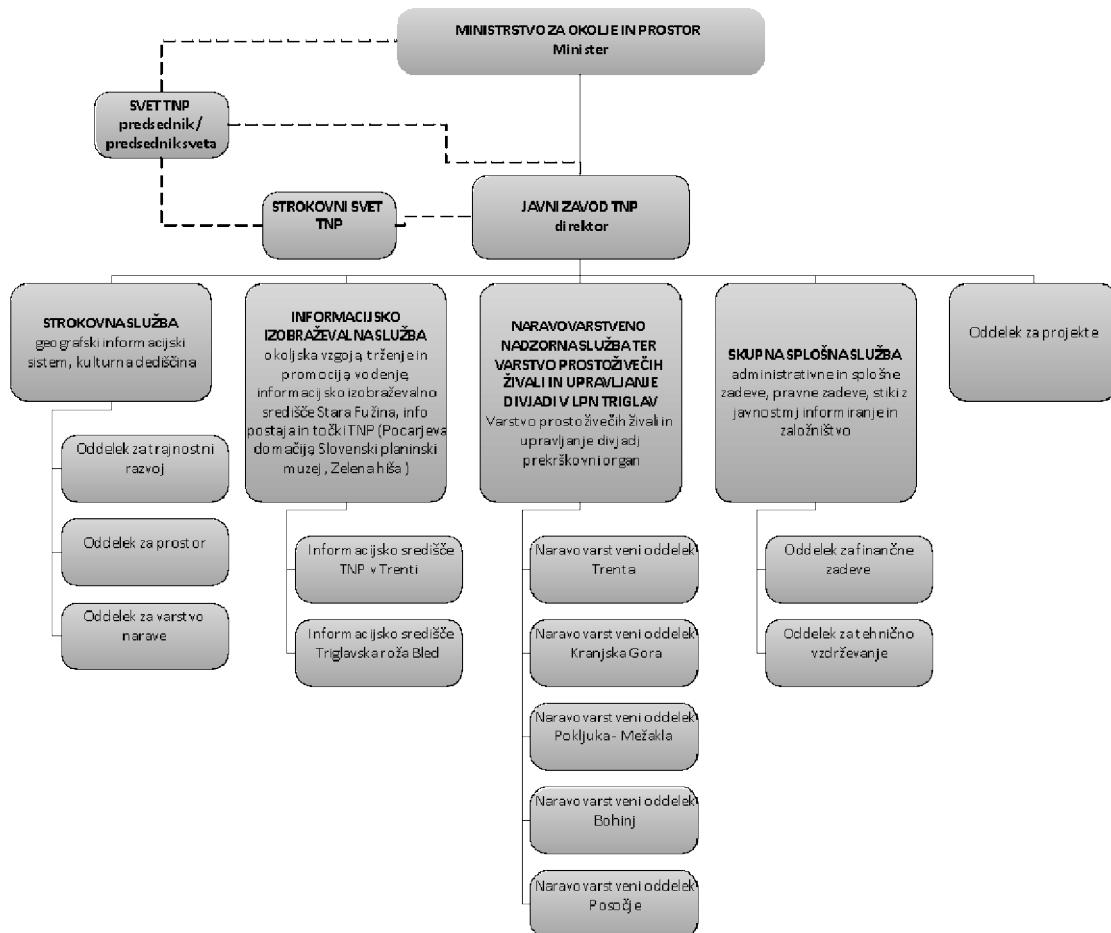 MINISTRSTVO ZA OKOLJE IN PROSTOR
Minister
SVET TNP
predsednik/
predsednik sveta
STROKOVNI SVET
TNP
JAVNI ZAVOD TNP
direktor
STROKOVNA SLUŽBA
geografski informacijski
sistem, kulturna dediščina
Oddelek za trajnostni
razvoj
Oddelek za prostor
Oddelek za varstvo
narave
INFORMACIJSKO
IZOBRAŽEVALNA SLUŽBA
okoljska vzgoja, trženje in
promocija, vodenje,
informacijsko izobraževalno
središče Stara Fužina, info
postaja in točki TNP (Pocarjeva
domačija, Slovenski planinski
muzej, Zelena hiša )
Informacijsko središče
TNP v Trenti
Informacijsko središče
Triglavska roža Bled
NARAVOVARSTVENO
NADZORNA SLUŽBA TER
VARSTVO PROSTOŽIVEČIH
ŽIVALI IN UPRAVLJANJE
DIVJADI V LPN TRIGLAV
Varstvo prostoživečih živali in
upravljanje divjadi,
prekrškovni organ
Naravovarstveni oddelek
Trenta
Naravovarstveni oddelek
Kranjska Gora
Naravovarstveni oddelek
Pokljuka - Mežakla
Naravovarstveni oddelek
Bohinj
Naravovarstveni oddelek
Posočje
SKUPNA SPLOŠNA SLUŽBA
administrativne in splošne
zadeve, pravne zadeve, stiki z
javnostmi, informiranje in
založništvo
Oddelek za finančne
zadeve
Oddelek za tehnično
vzdrževanje
Oddelek za projekte